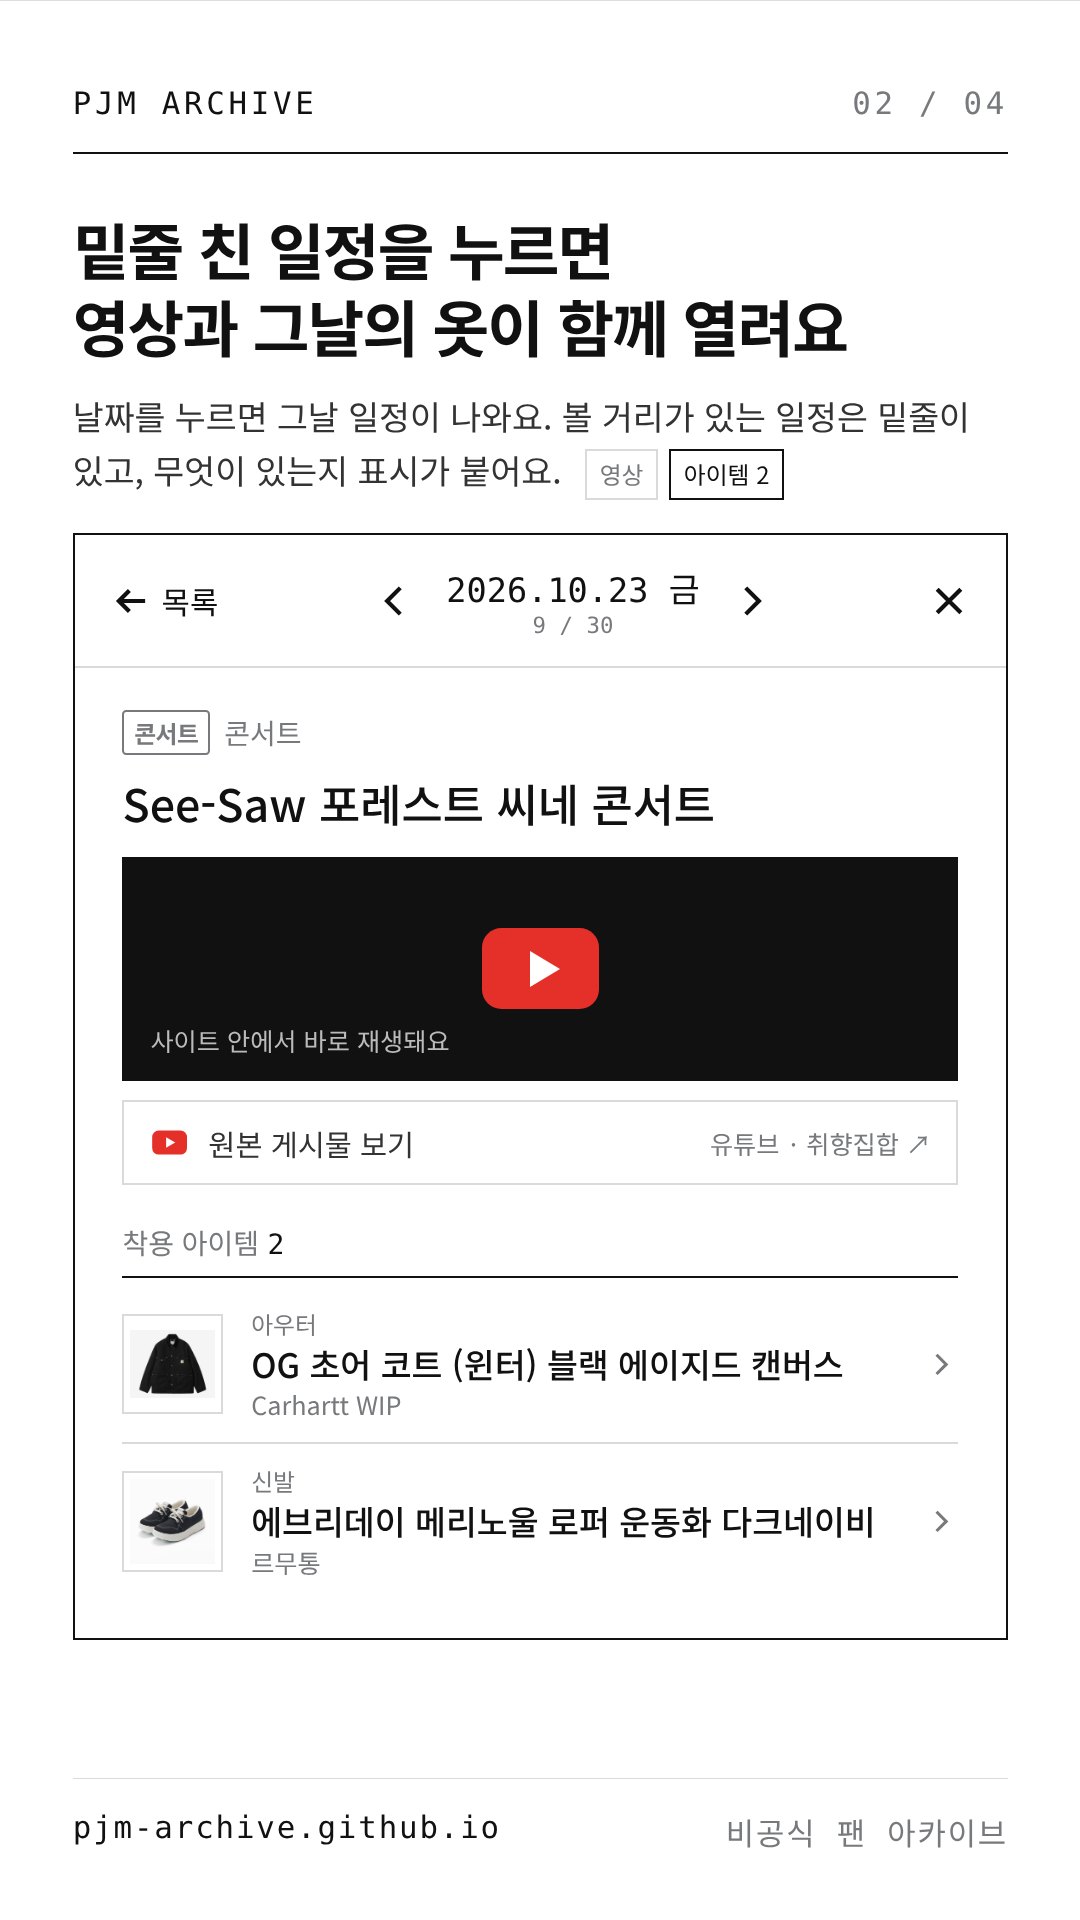 PJM ARCHIVE
02 / 04
밑줄 친 일정을 누르면
영상과 그날의 옷이 함께 열려요
날짜를 누르면 그날 일정이 나와요. 볼 거리가 있는 일정은 밑줄이
있고, 무엇이 있는지 표시가 붙어요. 영상 아이템 2
← 목록
2026.10.23 금
9 / 30
콘서트 콘서트
See-Saw 포레스트 씨네 콘서트
사이트 안에서 바로 재생돼요
원본 게시물 보기
유튜브 · 취향집합 ↗
착용 아이템 2
아우터
OG 초어 코트 (윈터) 블랙 에이지드 캔버스
Carhartt WIP
신발
에브리데이 메리노울 로퍼 운동화 다크네이비
르무통
pjm-archive.github.io
비공식 팬 아카이브